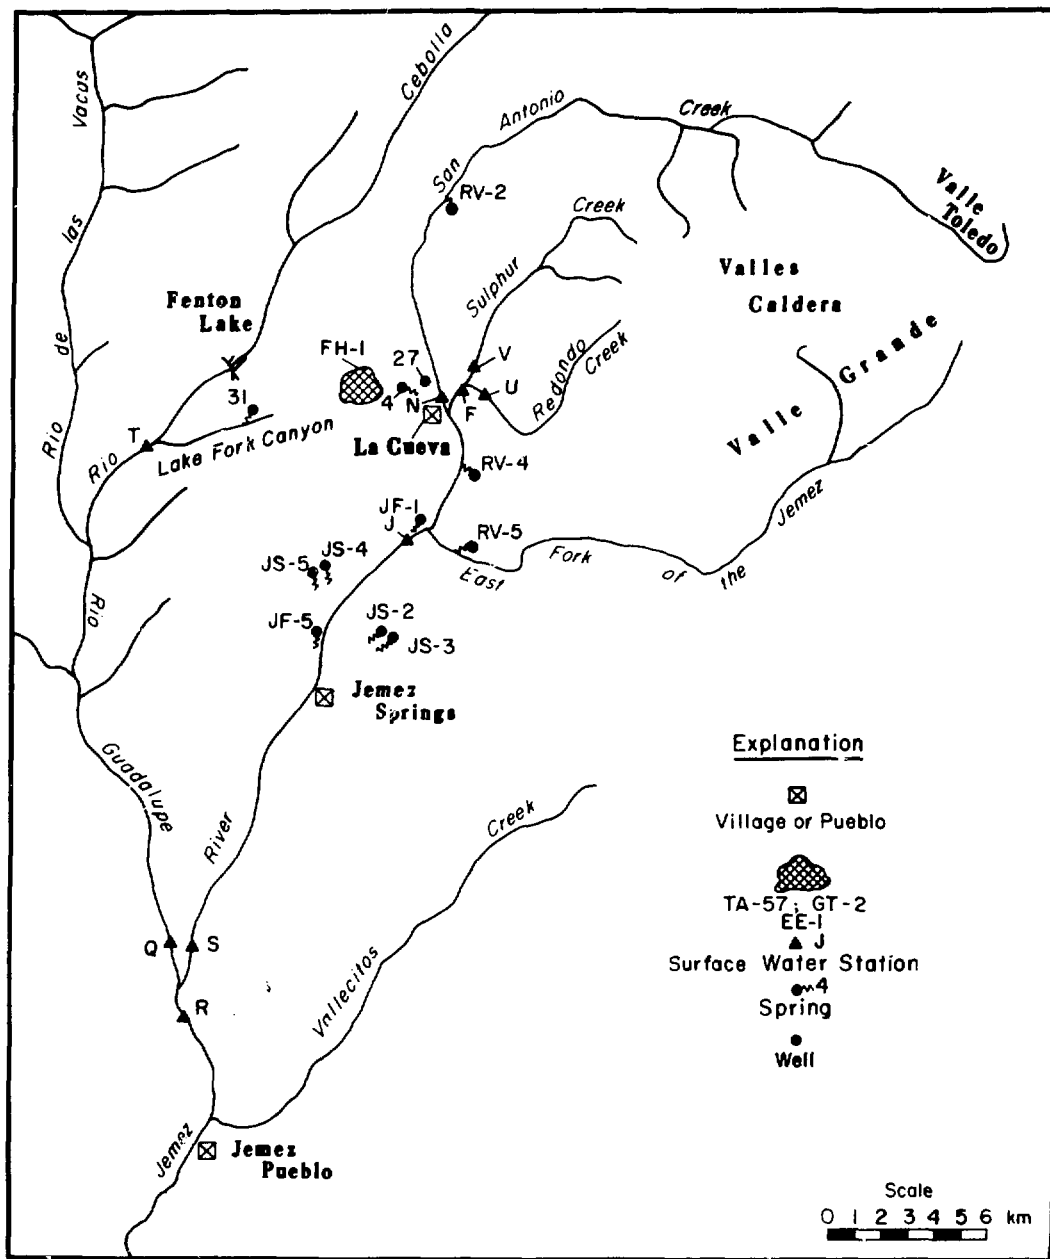 Vacus
las
de
Rio
Cebolla
San
Antonio
Creek
Valle
Toledo
RV-2
Creek
Sulphur
Valles
Caldera
Fenton
Lake
FH-1
27
4
N
V
U
F
Redondo
Creek
Valle
Grande
31
T
Rio
Lake Fork Canyon
La Cueva
RV-4
JF-1
J
RV-5
East
Fork
of
the
Jemez
JS-4
JS-5
JS-2
JF-5
JS-3
Rio
Jemez
Springs
Guadalupe
River
Creek
Vallecitos
Q
S
R
Jemez
Jemez
Pueblo
Explanation
Village or Pueblo
TA-57; GT-2
EE-1
J
Surface Water Station
4
Spring
Well
Scale
0 1 2 3 4 5 6 km